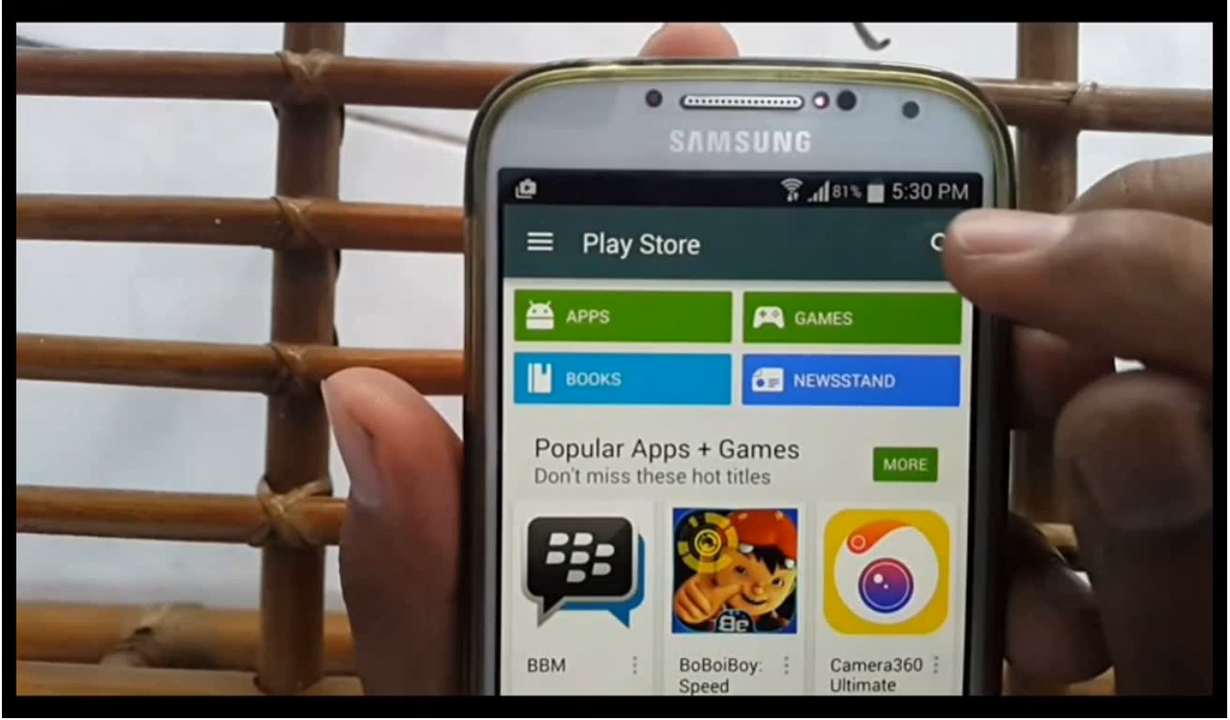 SAMSUNG
81% 5:30 PM
Play Store
APPS
GAMES
BOOKS
NEWSSTAND
Popular Apps + Games
Don't miss these hot titles
MORE
BBM
BoBoiBoy:
Speed
Camera360
Ultimate